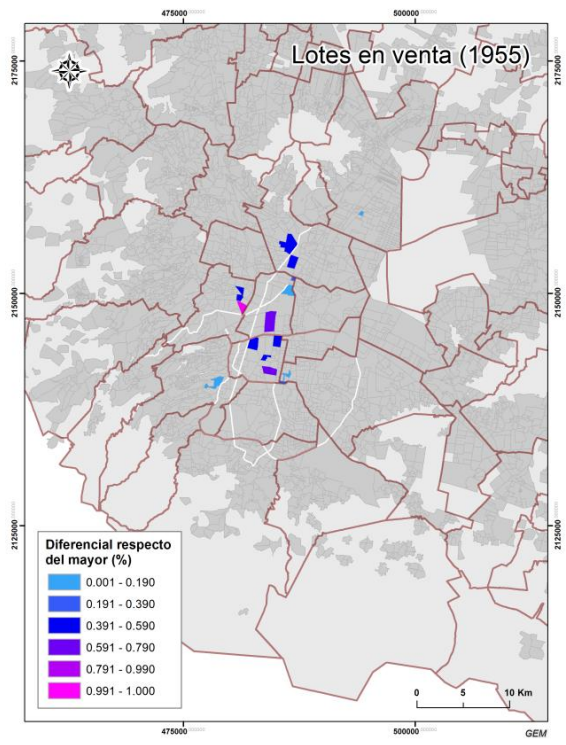 475000
500000
Lotes en venta (1955)
2175000
2175000
2150000
2150000
2125000
2125000
Diferencial respecto
del mayor (%)
0.001 - 0.190
0.191 - 0.390
0.391 - 0.590
0.591 - 0.790
0.791 - 0.990
0.991 - 1.000
0 5 10 Km
475000
500000
GEM